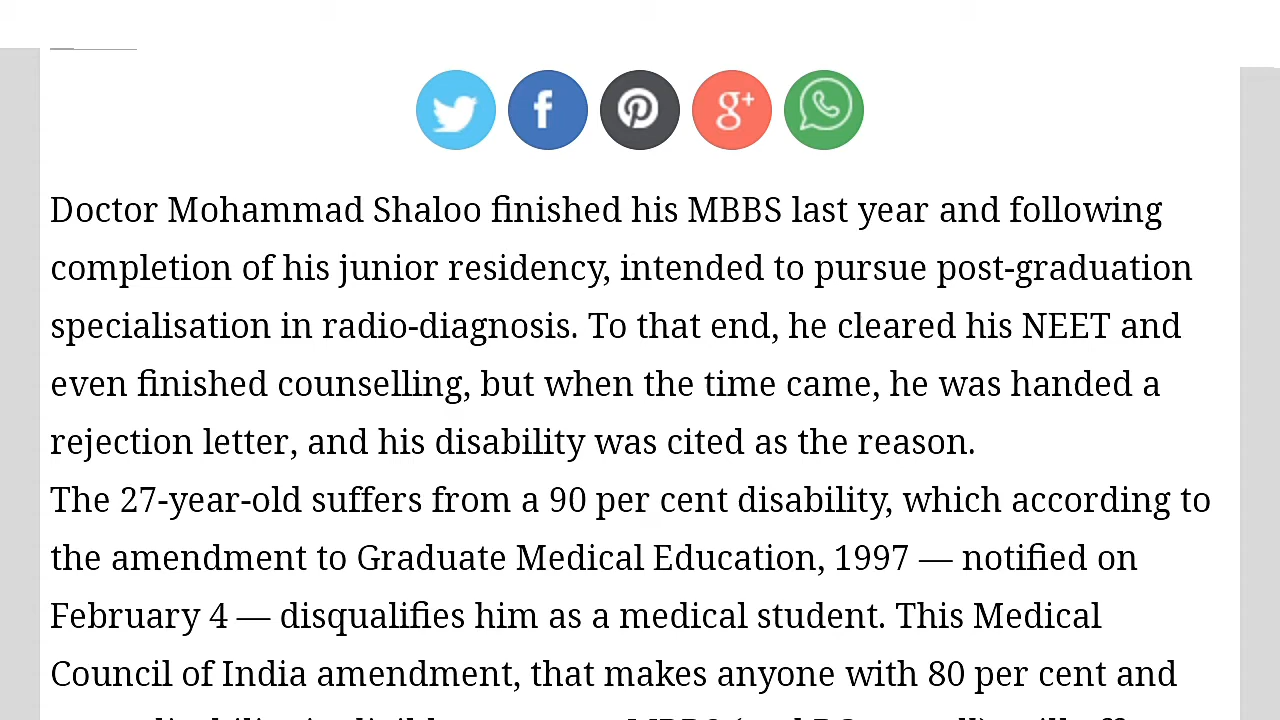 Doctor Mohammad Shaloo finished his MBBS last year and following
completion of his junior residency, intended to pursue post-graduation
specialisation in radio-diagnosis. To that end, he cleared his NEET and
even finished counselling, but when the time came, he was handed a
rejection letter, and his disability was cited as the reason.
The 27-year-old suffers from a 90 per cent disability, which according to
the amendment to Graduate Medical Education, 1997 — notified on
February 4 — disqualifies him as a medical student. This Medical
Council of India amendment, that makes anyone with 80 per cent and